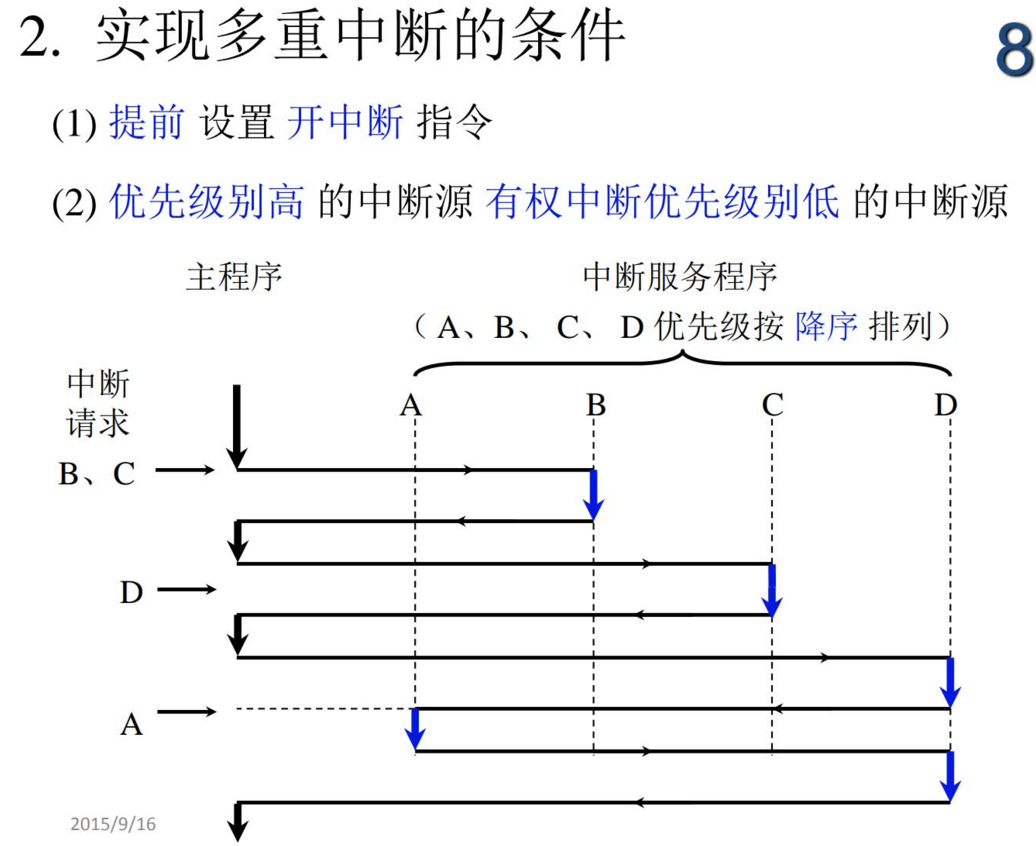 2. 实现多重中断的条件
8
(1) 提前 设置 开中断 指令
(2) 优先级别高 的中断源 有权中断优先级别低 的中断源
主程序
中断服务程序
（ A、B、 C、 D 优先级按 降序 排列）
中断
请求
A
B
C
D
B、C
D
A
2015/9/16